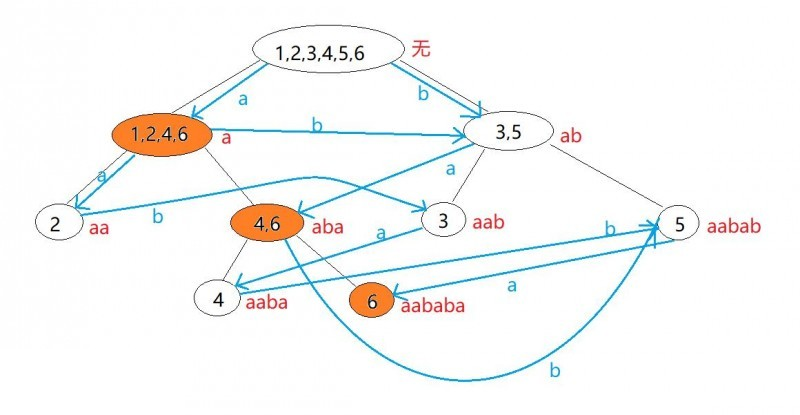 1,2,3,4,5,6 无
a
b
1,2,4,6 a
b
3,5 ab
a
a
2 aa
b
4,6 aba
3 aab
5 aabab
a
b
4 aaba
6 aababa
a
b